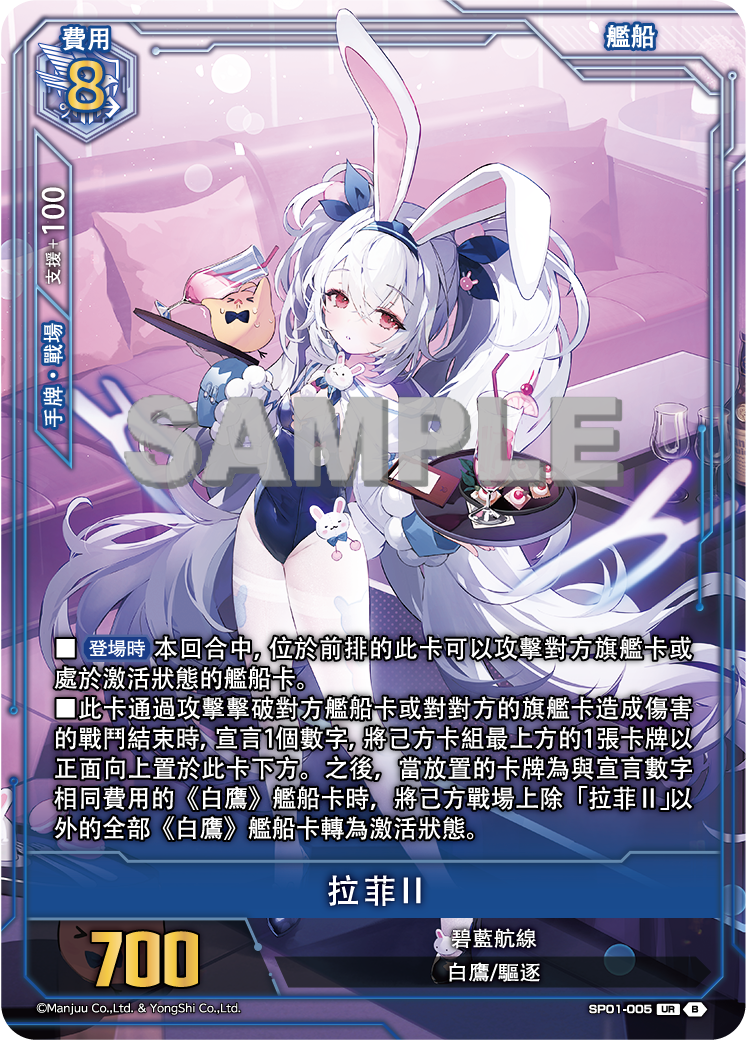 費用
8
艦船
支援+100
手牌・戰場
SAMPLE
■ 登場時 本回合中, 位於前排的此卡可以攻擊對方旗艦卡或
處於激活狀態的艦船卡。
■此卡通過攻擊擊破對方艦船卡或對對方的旗艦卡造成傷害
的戰鬥結束時, 宣言1個數字, 將己方卡組最上方的1張卡牌以
正面向上置於此卡下方。之後, 當放置的卡牌為與宣言數字
相同費用的《白鷹》艦船卡時, 將己方戰場上除「拉菲Ⅱ」以
外的全部《白鷹》艦船卡轉為激活狀態。
拉菲II
700
碧藍航線
白鷹/驅逐
©Manjuu Co.,Ltd. & YongShi Co.,Ltd.
SP01-005 UR B